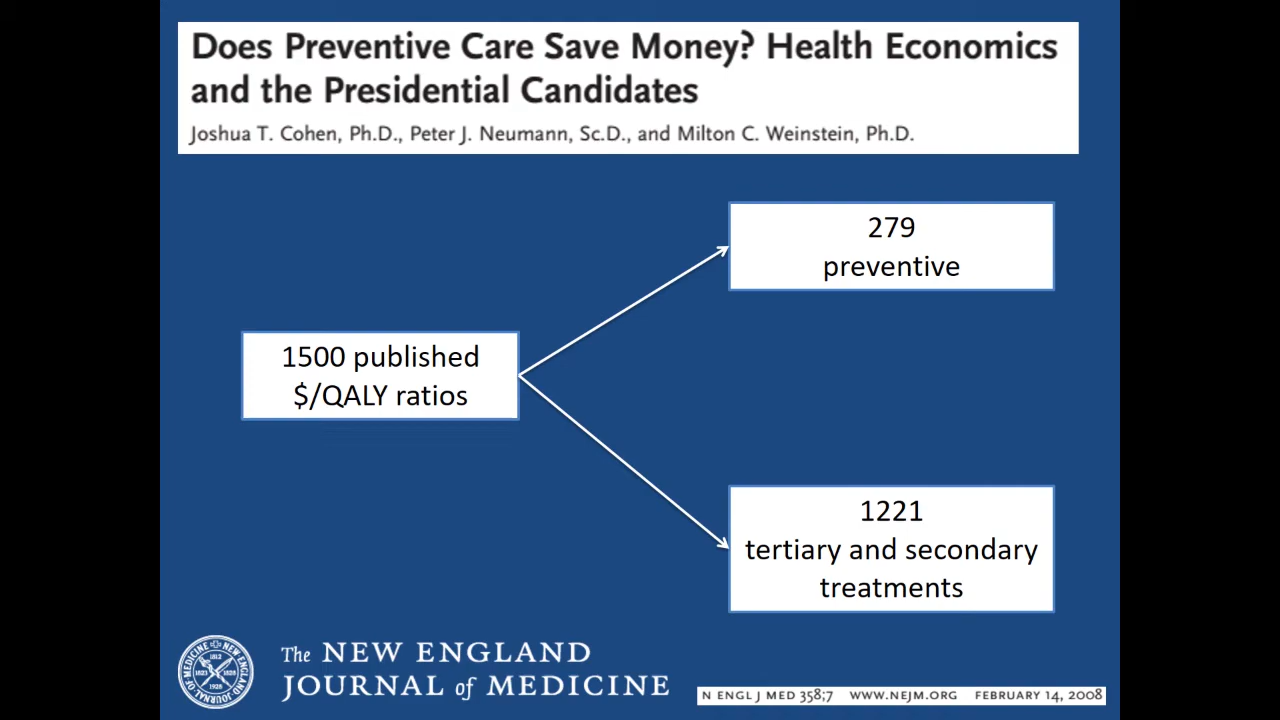 Does Preventive Care Save Money? Health Economics
and the Presidential Candidates
Joshua T. Cohen, Ph.D., Peter J. Neumann, Sc.D., and Milton C. Weinstein, Ph.D.
279
preventive
1500 published
$/QALY ratios
1221
tertiary and secondary
treatments
The NEW ENGLAND
JOURNAL of MEDICINE
N ENGL J MED 358;7 WWW.NEJM.ORG FEBRUARY 14, 2008